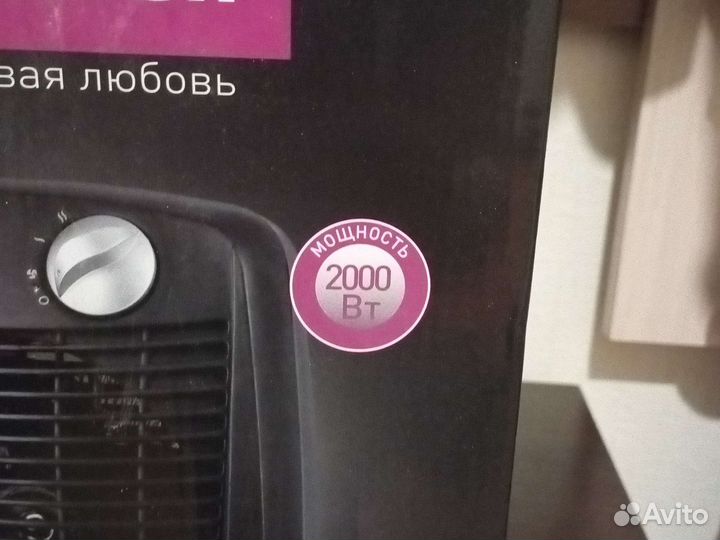 вая любовь
МОЩНОСТЬ
2000
Вт
Avito